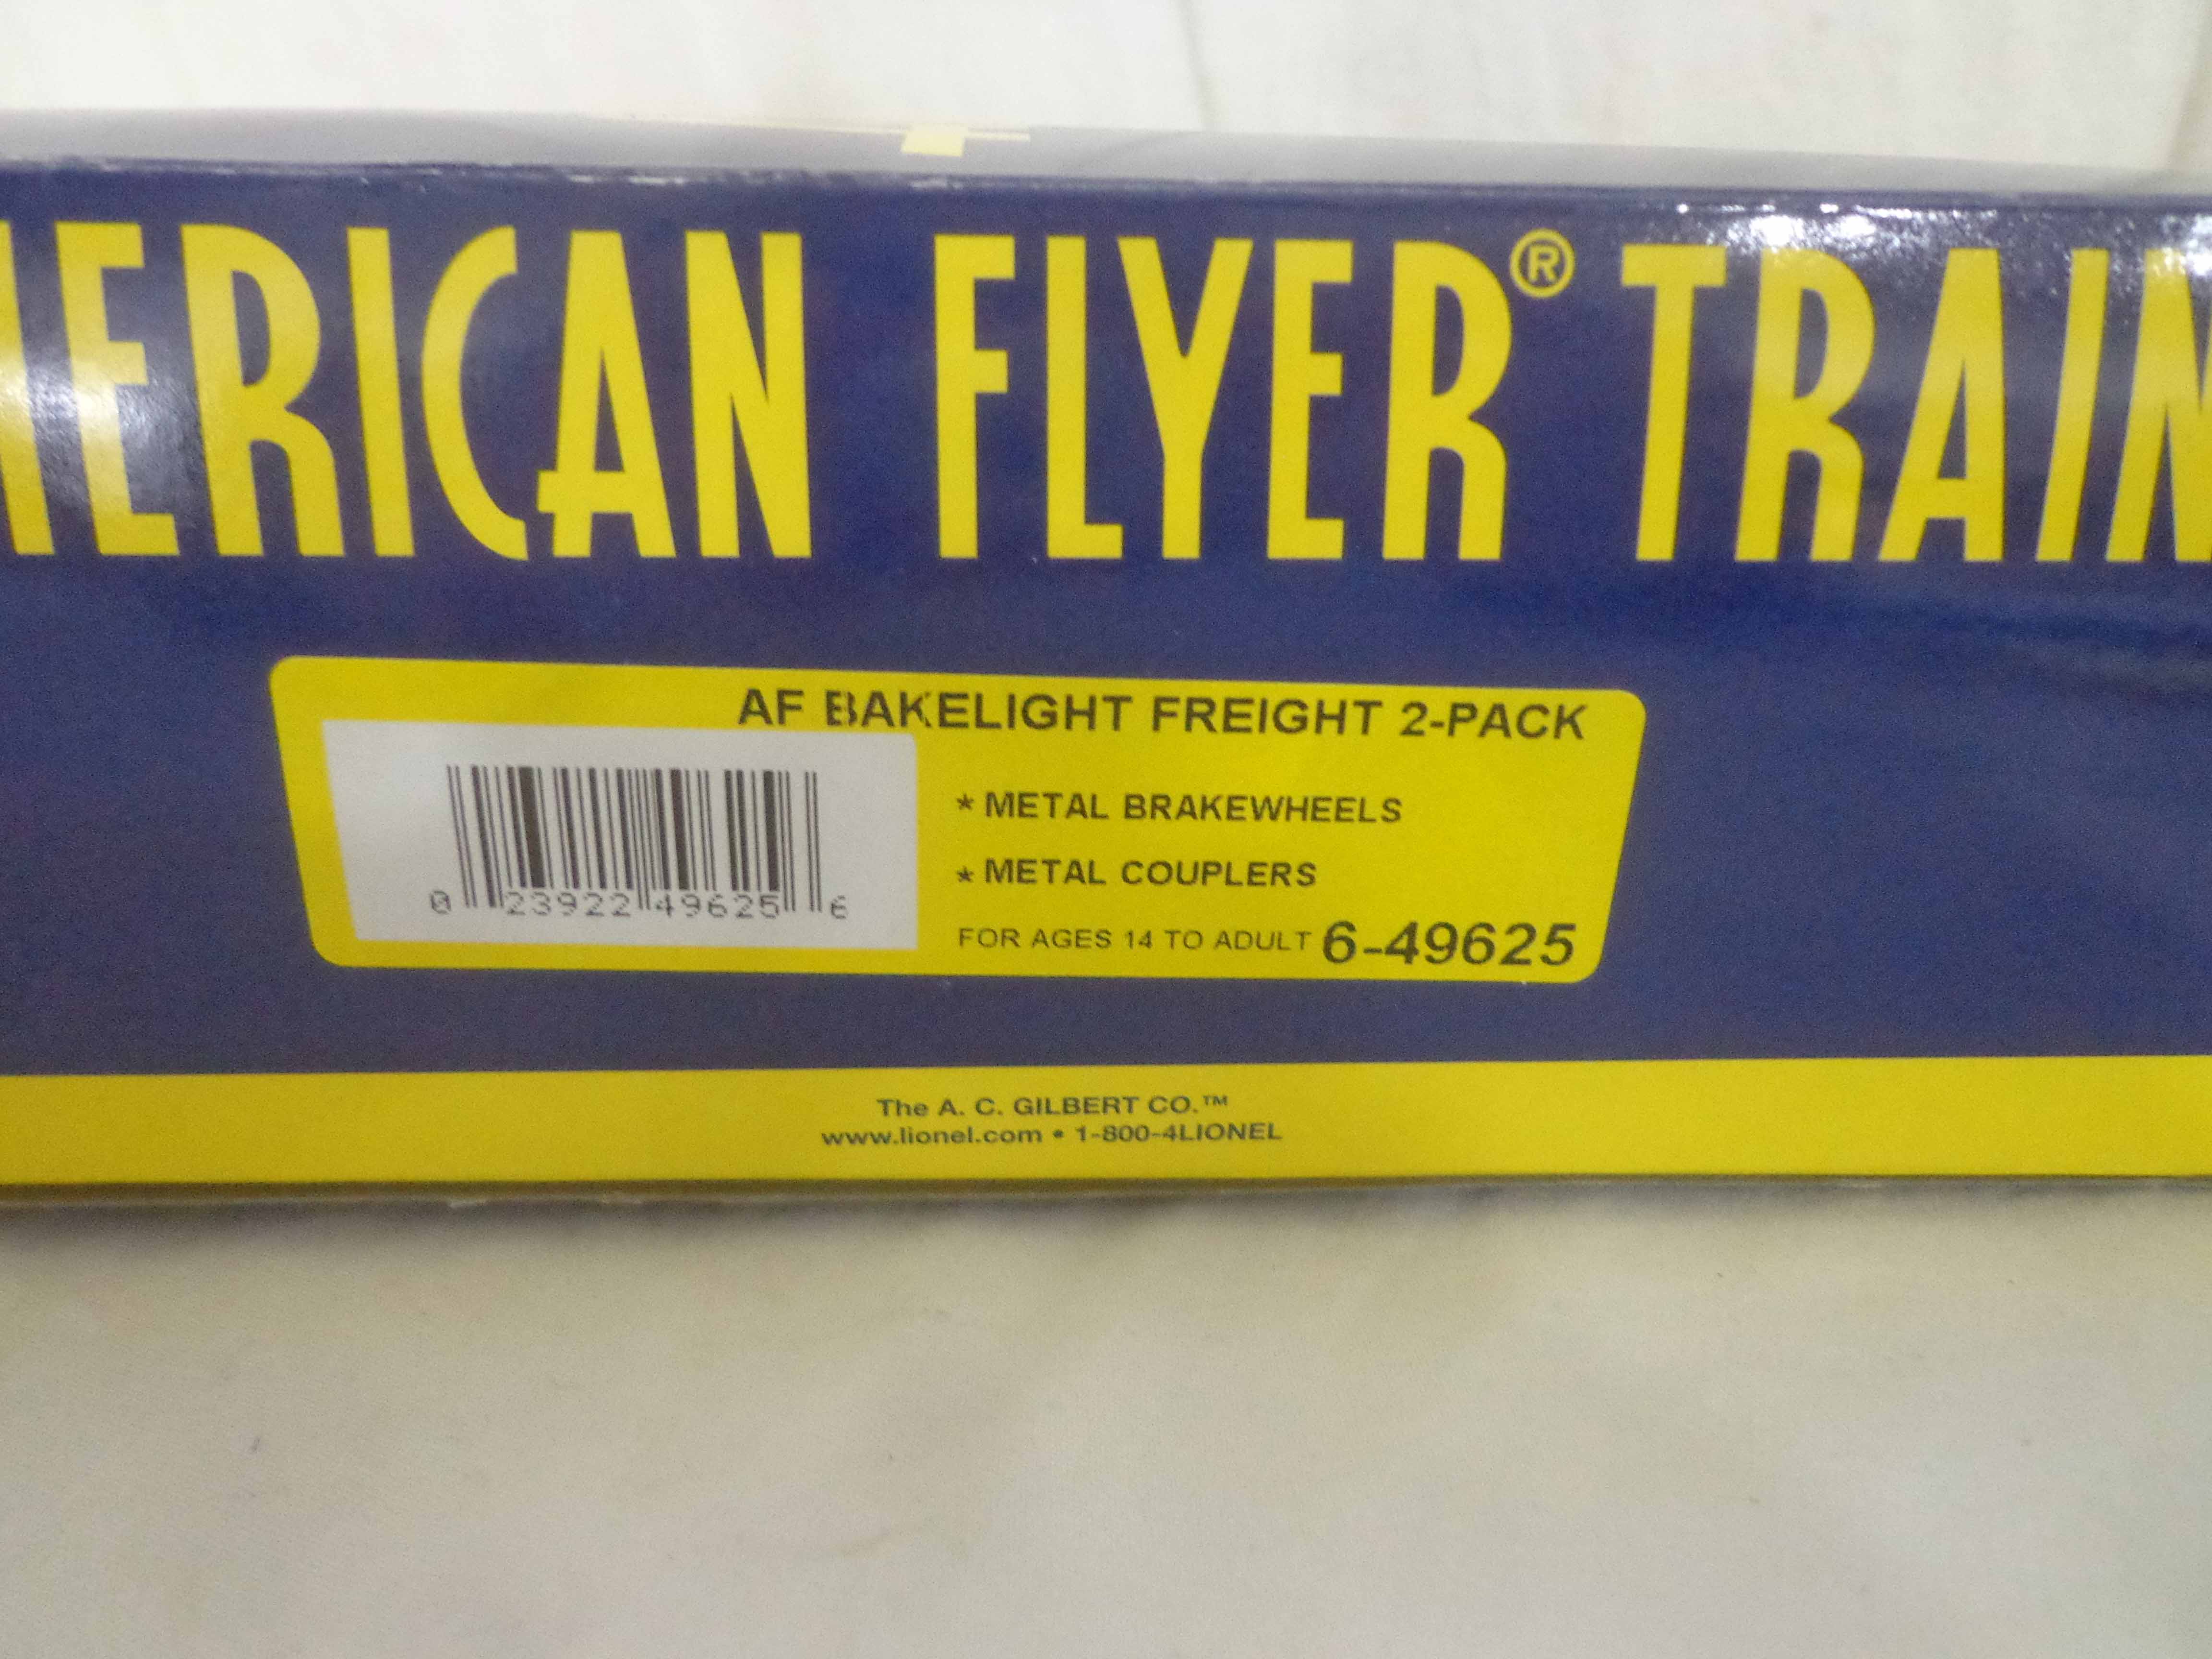 MERICAN FLYER® TRAIN
AF BAKELIGHT FREIGHT 2-PACK
* METAL BRAKEWHEELS
* METAL COUPLERS
FOR AGES 14 TO ADULT 6-49625
0 23922 49625 6
The A. C. GILBERT CO.™
www.lionel.com • 1-800-4LIONEL